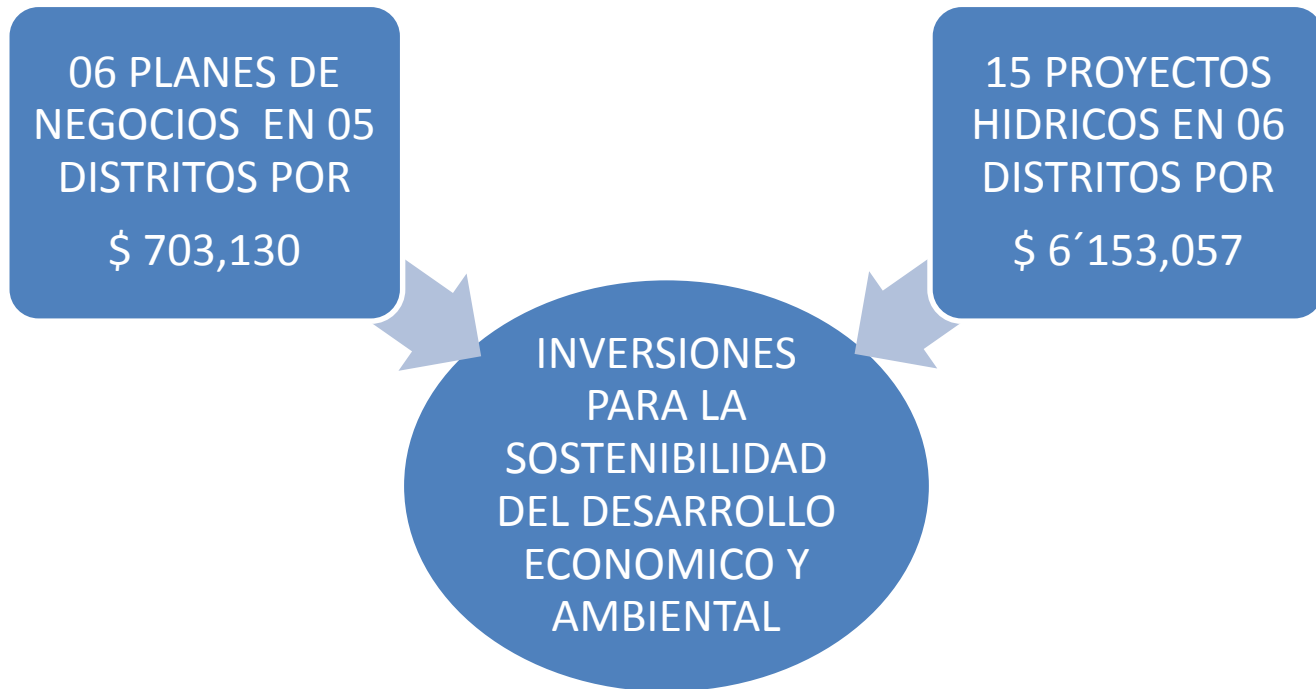 06 PLANES DE
NEGOCIOS EN 05
DISTRITOS POR
$ 703,130
15 PROYECTOS
HIDRICOS EN 06
DISTRITOS POR
$ 6´153,057
INVERSIONES
PARA LA
SOSTENIBILIDAD
DEL DESARROLLO
ECONOMICO Y
AMBIENTAL